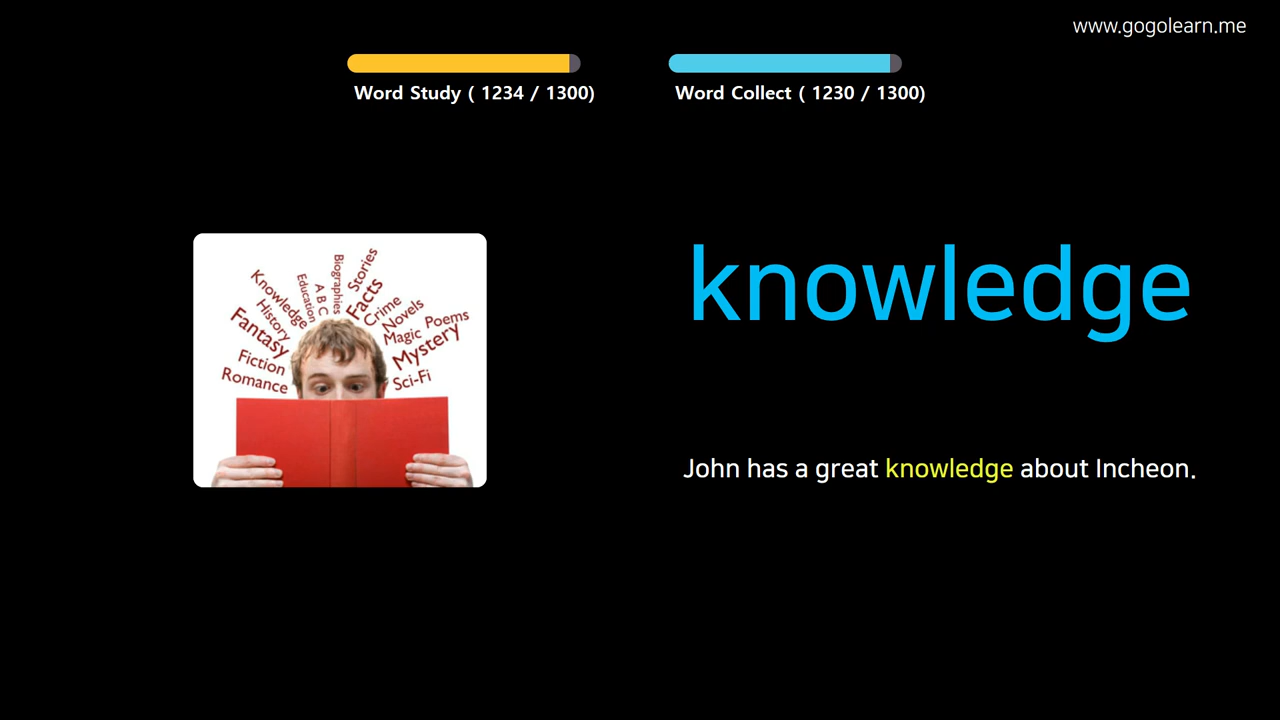 www.gogolearn.me
Word Study ( 1234 / 1300)
Word Collect ( 1230 / 1300)
knowledge
John has a great knowledge about Incheon.
Knowledge
History
Fantasy
Fiction
Romance
Education
A B C
Biographies
Stories
Facts
Crime
Novels
Magic
Poems
Mystery
Sci-Fi